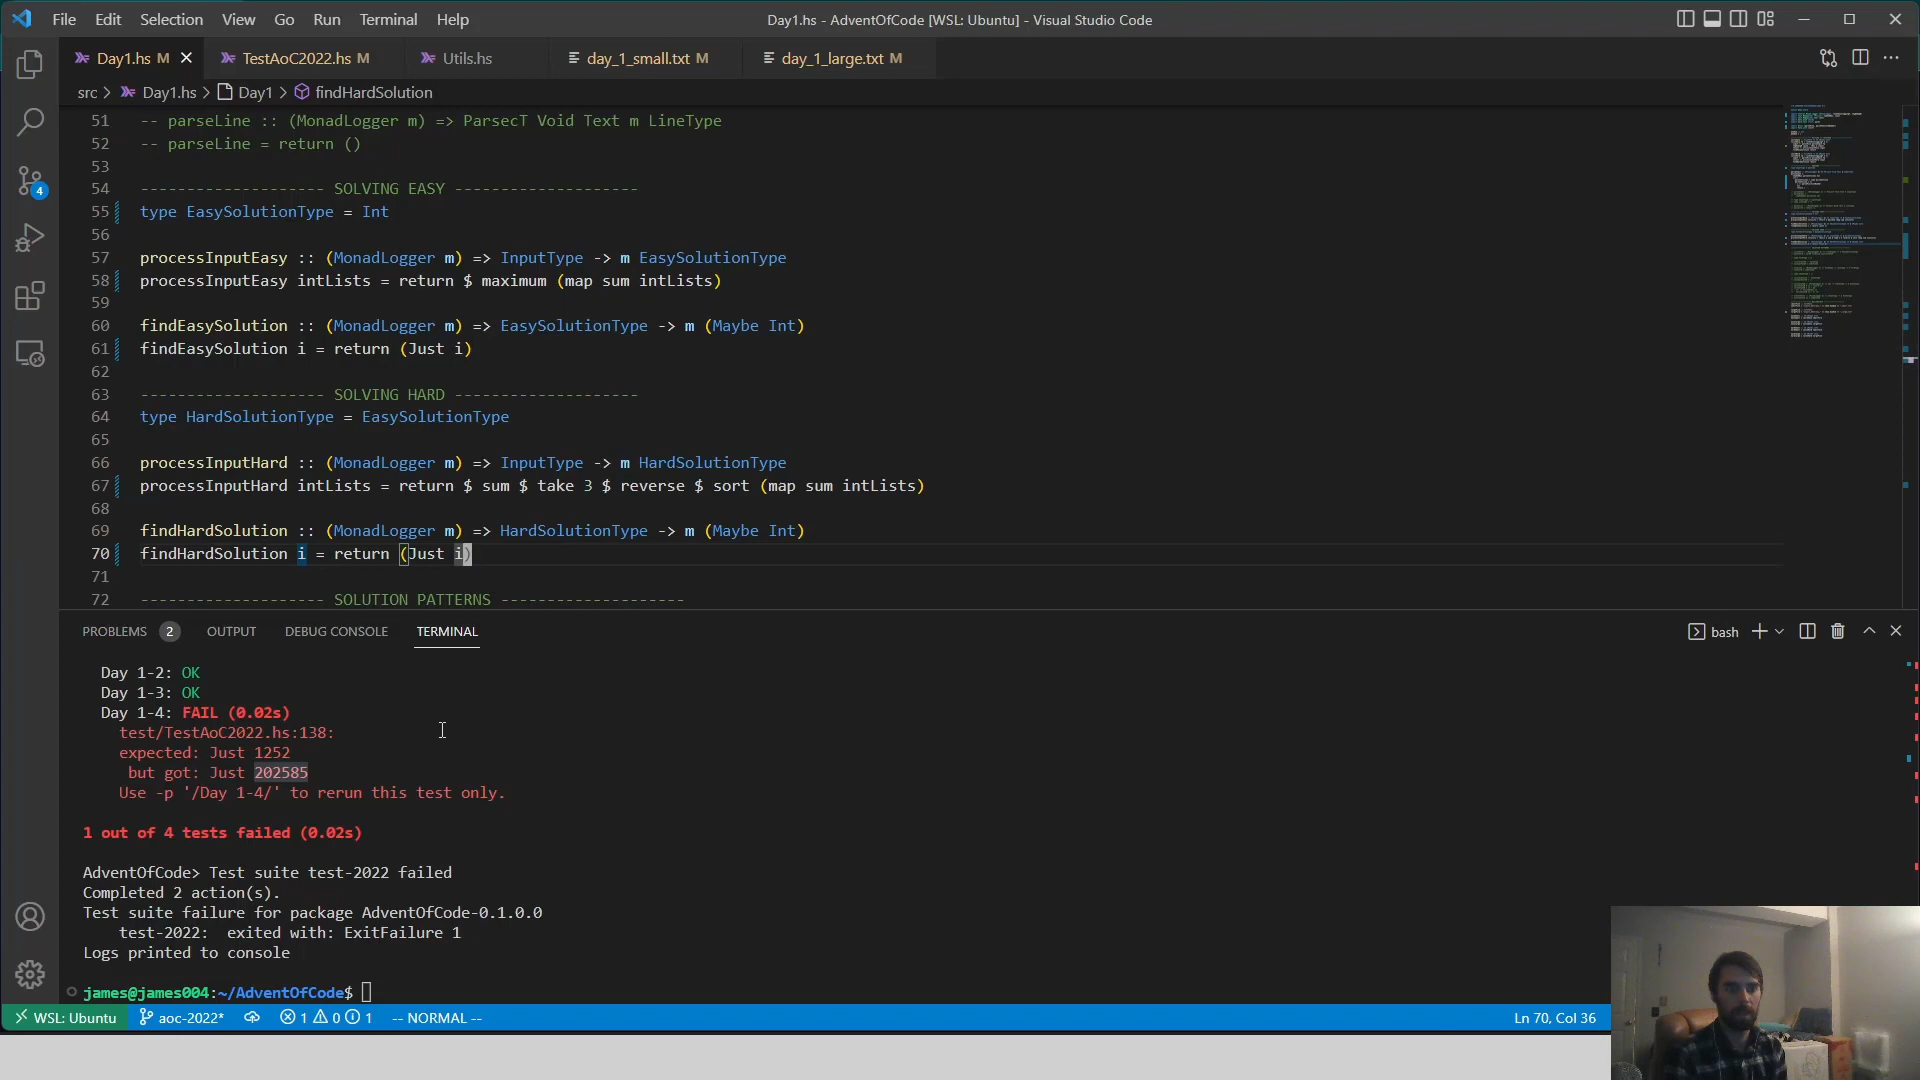 File Edit Selection View Go Run Terminal Help
Day1.hs - AdventOfCode [WSL: Ubuntu] - Visual Studio Code
Day1.hs M
TestAoC2022.hs M
Utils.hs
day_1_small.txt M
day_1_large.txt M
src > Day1.hs > Day1 > findHardSolution
51 -- parseLine :: (MonadLogger m) => ParsecT Void Text m LineType
52 -- parseLine = return ()
53
54 -------------------- SOLVING EASY --------------------
55 type EasySolutionType = Int
56
57 processInputEasy :: (MonadLogger m) => InputType -> m EasySolutionType
58 processInputEasy intLists = return $ maximum (map sum intLists)
59
60 findEasySolution :: (MonadLogger m) => EasySolutionType -> m (Maybe Int)
61 findEasySolution i = return (Just i)
62
63 -------------------- SOLVING HARD --------------------
64 type HardSolutionType = EasySolutionType
65
66 processInputHard :: (MonadLogger m) => InputType -> m HardSolutionType
67 processInputHard intLists = return $ sum $ take 3 $ reverse $ sort (map sum intLists)
68
69 findHardSolution :: (MonadLogger m) => HardSolutionType -> m (Maybe Int)
70 findHardSolution i = return (Just i)
71
72 -------------------- SOLUTION PATTERNS --------------------
4
PROBLEMS 2 OUTPUT DEBUG CONSOLE TERMINAL
bash
Day 1-2: OK
Day 1-3: OK
Day 1-4: FAIL (0.02s)
test/TestAoC2022.hs:138:
expected: Just 1252
but got: Just 202585
Use -p '/Day 1-4/' to rerun this test only.
1 out of 4 tests failed (0.02s)
AdventOfCode> Test suite test-2022 failed
Completed 2 action(s).
Test suite failure for package AdventOfCode-0.1.0.0
test-2022: exited with: ExitFailure 1
Logs printed to console
james@james004:~/AdventOfCode$
WSL: Ubuntu aoc-2022* 1 0 1 -- NORMAL -- Ln 70, Col 36